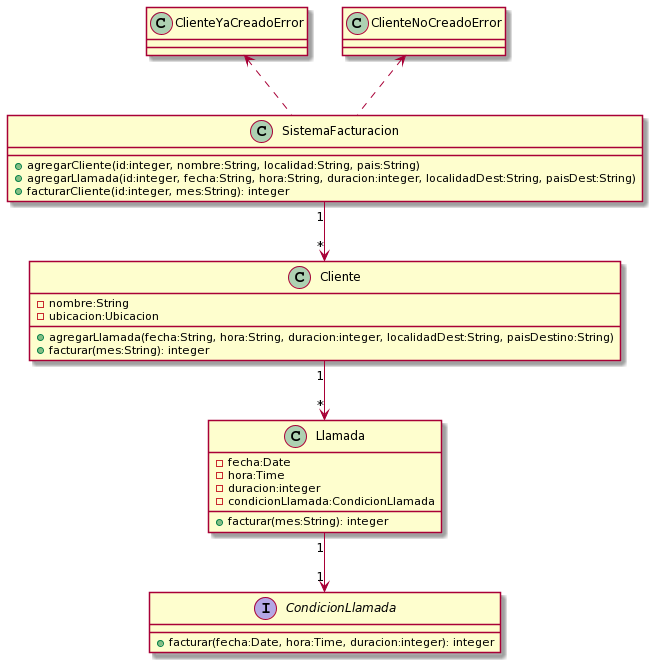 C ClienteYaCreadoError
C ClienteNoCreadoError
C SistemaFacturacion
agregarCliente(id:integer, nombre:String, localidad:String, pais:String)
agregarLlamada(id:integer, fecha:String, hora:String, duracion:integer, localidadDest:String, paisDest:String)
facturarCliente(id:integer, mes:String): integer
1
*
C Cliente
nombre:String
ubicacion:Ubicacion
agregarLlamada(fecha:String, hora:String, duracion:integer, localidadDest:String, paisDestino:String)
facturar(mes:String): integer
1
*
C Llamada
fecha:Date
hora:Time
duracion:integer
condicionLlamada:CondicionLlamada
facturar(mes:String): integer
1
1
I CondicionLlamada
facturar(fecha:Date, hora:Time, duracion:integer): integer